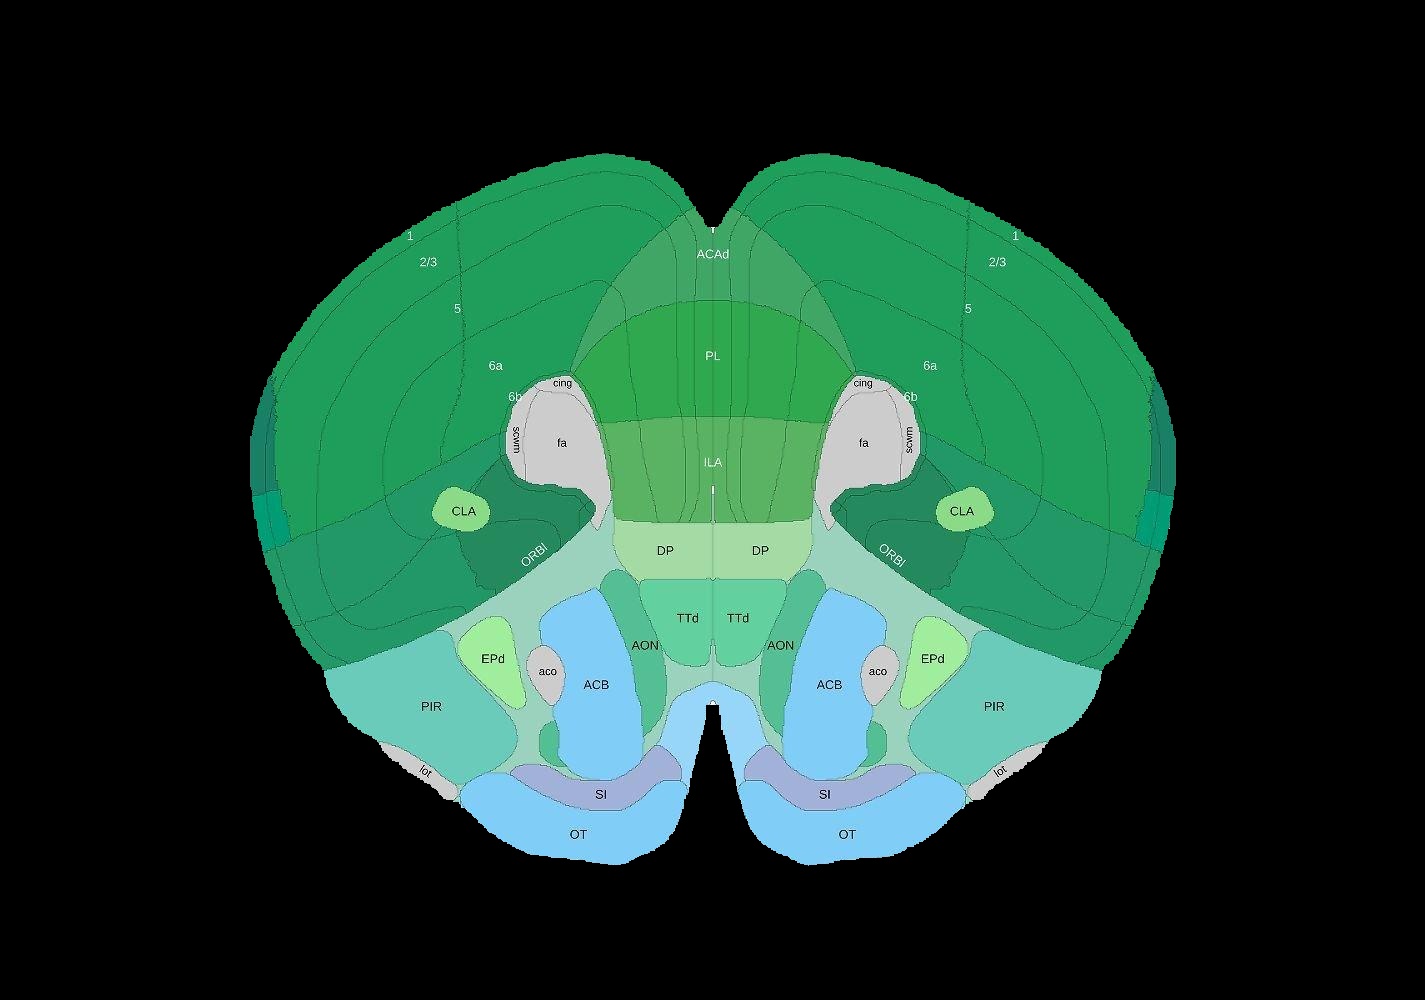 1 1
ACAd
2/3 2/3
5 5
PL
6a 6a
cing cing
6b 6b
scwm fa fa scwm
ILA
CLA CLA
ORBl DP DP ORBl
TTd TTd
AON AON
EPd EPd
aco aco
ACB ACB
PIR PIR
lot lot
SI SI
OT OT